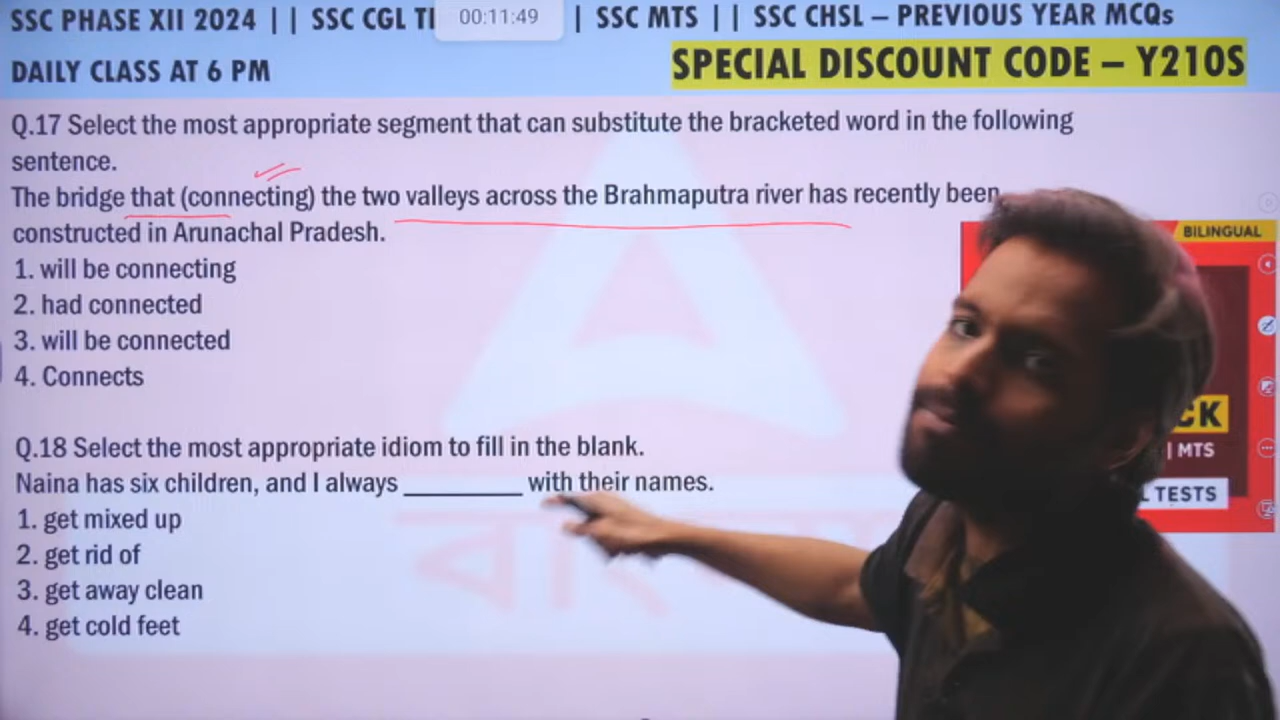 SSC PHASE XII 2024 || SSC CGL TI 00:11:49 | SSC MTS || SSC CHSL – PREVIOUS YEAR MCQs
DAILY CLASS AT 6 PM SPECIAL DISCOUNT CODE – Y210S
Q.17 Select the most appropriate segment that can substitute the bracketed word in the following
sentence.
The bridge that (connecting) the two valleys across the Brahmaputra river has recently been
constructed in Arunachal Pradesh.
BILINGUAL
1. will be connecting
2. had connected
3. will be connected
4. Connects
CK
| MTS
Q.18 Select the most appropriate idiom to fill in the blank.
Naina has six children, and I always ________ with their names.
L TESTS
1. get mixed up
2. get rid of
3. get away clean
4. get cold feet